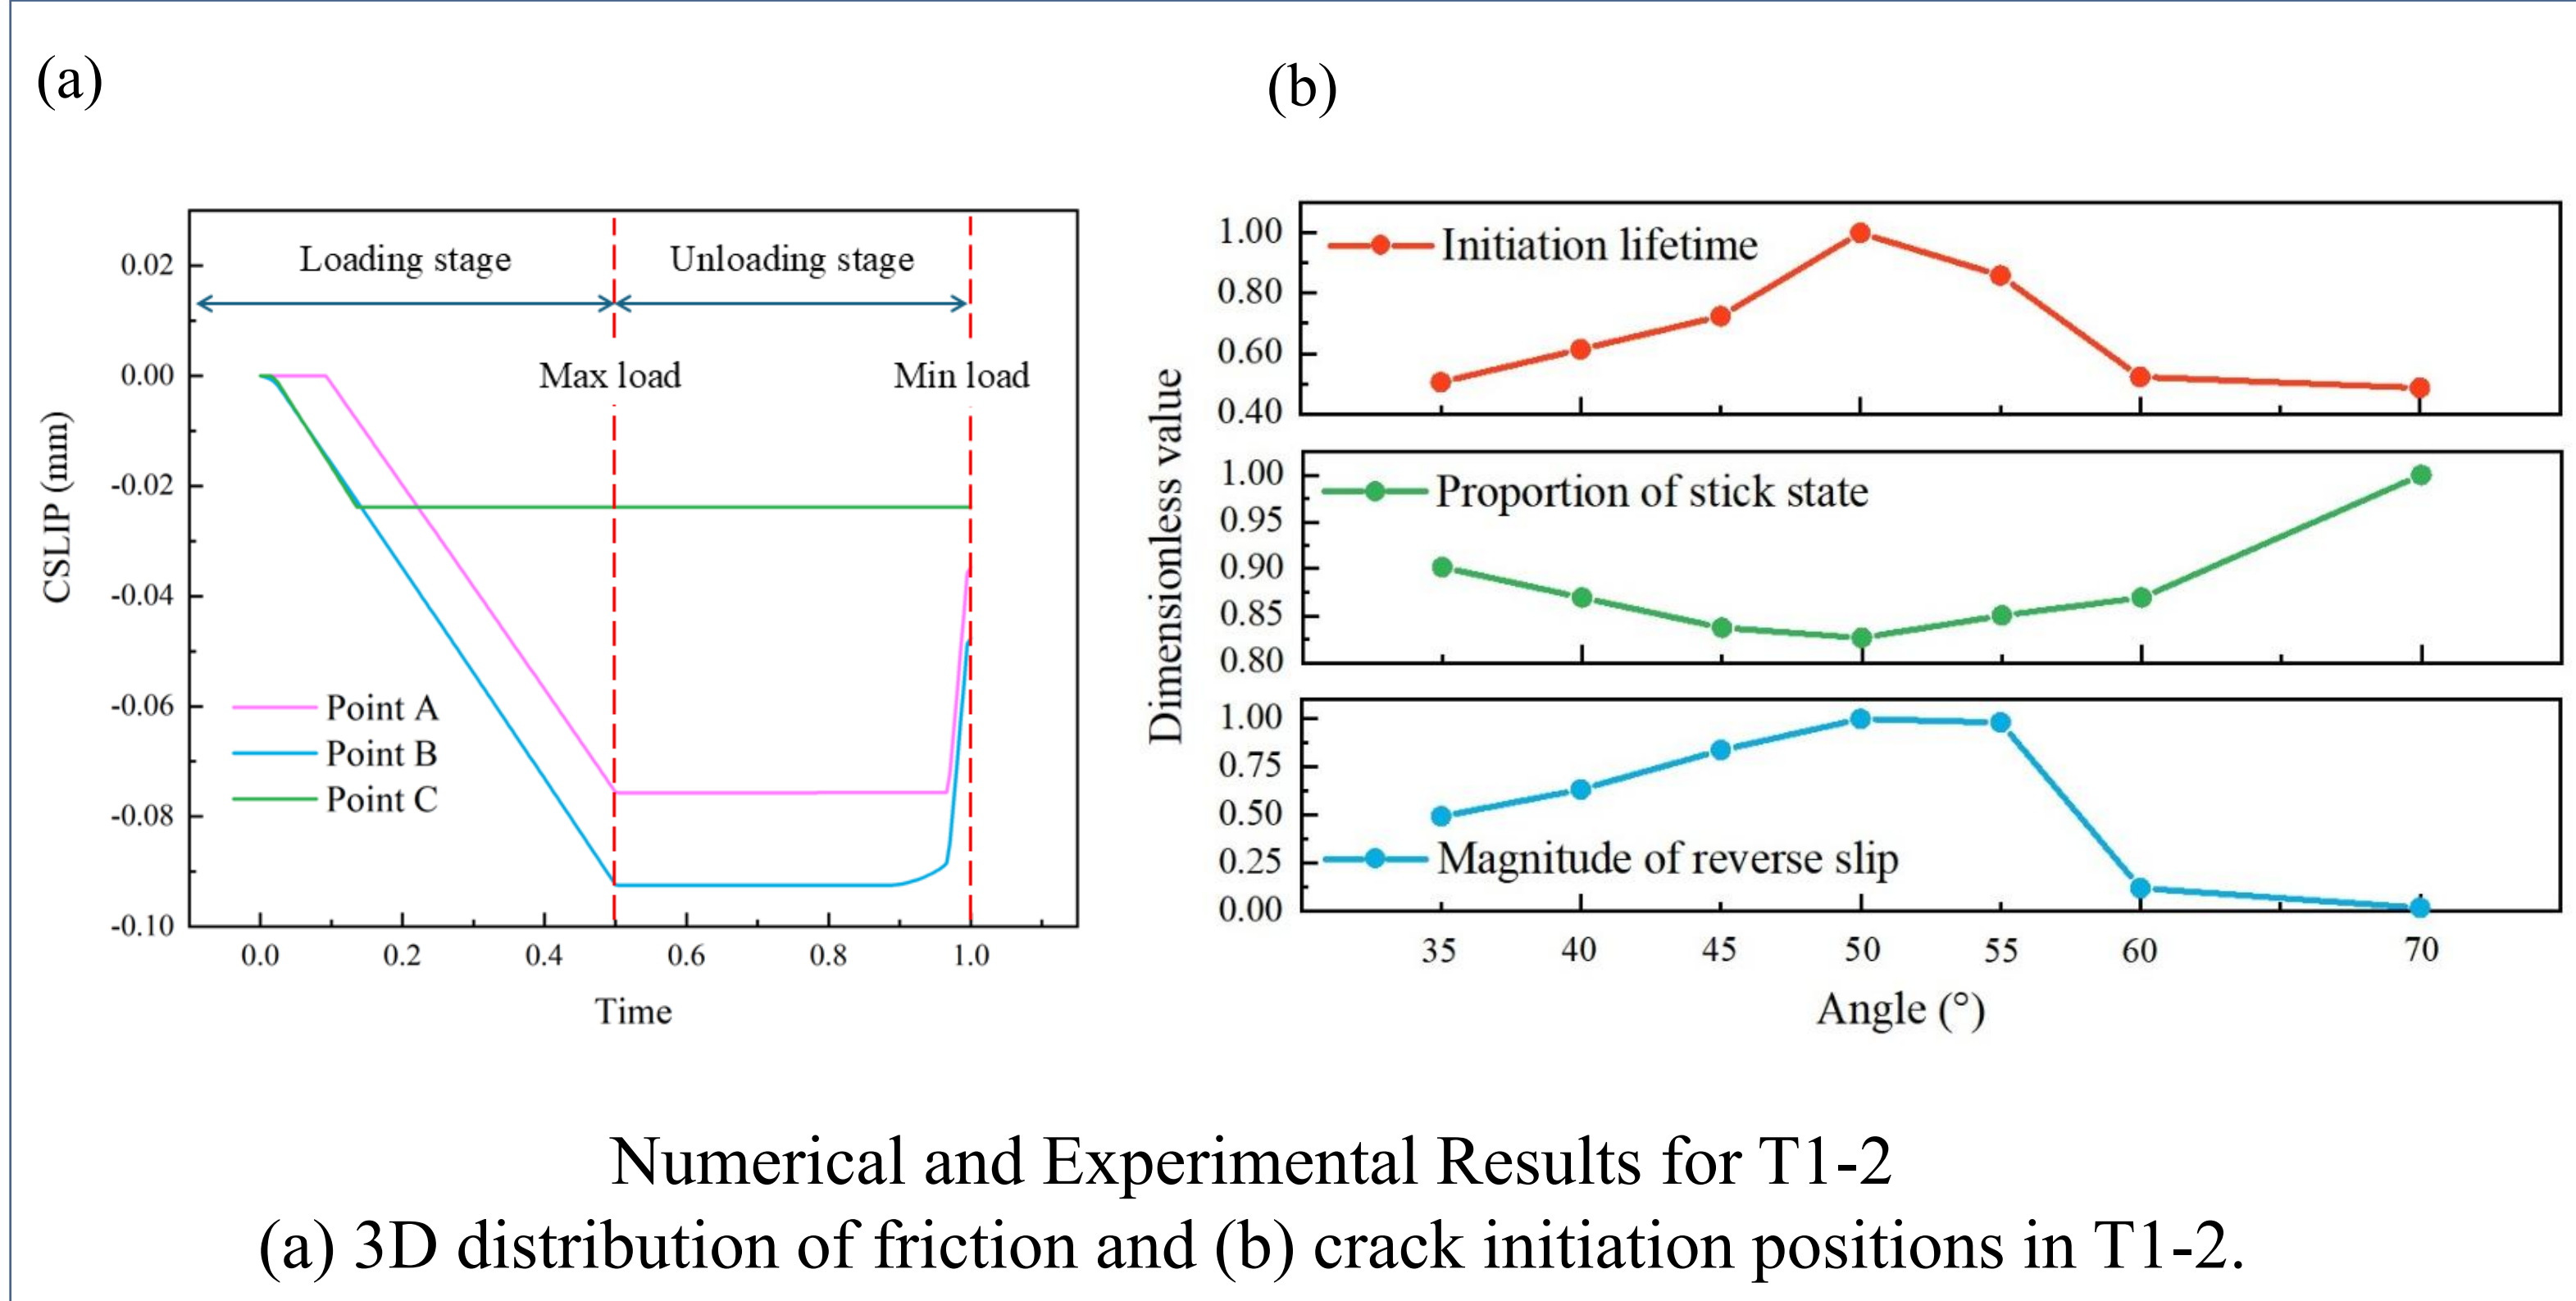 (a)
(b)
Loading stage
Unloading stage
Max load
Min load
0.02
0.00
-0.02
-0.04
-0.06
-0.08
-0.10
CSLIP (mm)
Point A
Point B
Point C
0.0 0.2 0.4 0.6 0.8 1.0
Time
Dimensionless value
1.00
0.80
0.60
0.40
Initiation lifetime
1.00
0.95
0.90
0.85
0.80
Proportion of stick state
1.00
0.75
0.50
0.25
0.00
Magnitude of reverse slip
35 40 45 50 55 60 70
Angle (°)
Numerical and Experimental Results for T1-2
(a) 3D distribution of friction and (b) crack initiation positions in T1-2.